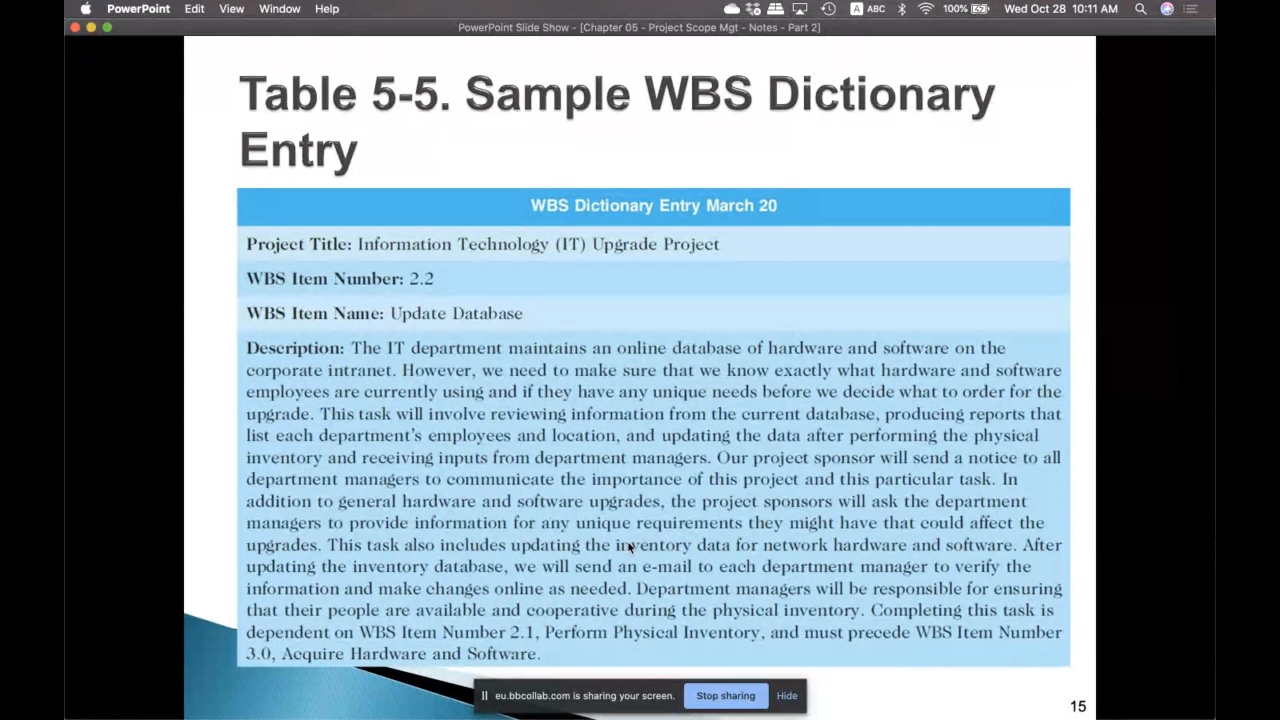 PowerPoint Edit View Window Help A ABC 100% Wed Oct 28 10:11 AM
PowerPoint Slide Show - [Chapter 05 - Project Scope Mgt - Notes - Part 2]
Table 5-5. Sample WBS Dictionary
Entry
WBS Dictionary Entry March 20
Project Title: Information Technology (IT) Upgrade Project
WBS Item Number: 2.2
WBS Item Name: Update Database
Description: The IT department maintains an online database of hardware and software on the
corporate intranet. However, we need to make sure that we know exactly what hardware and software
employees are currently using and if they have any unique needs before we decide what to order for the
upgrade. This task will involve reviewing information from the current database, producing reports that
list each department's employees and location, and updating the data after performing the physical
inventory and receiving inputs from department managers. Our project sponsor will send a notice to all
department managers to communicate the importance of this project and this particular task. In
addition to general hardware and software upgrades, the project sponsors will ask the department
managers to provide information for any unique requirements they might have that could affect the
upgrades. This task also includes updating the inventory data for network hardware and software. After
updating the inventory database, we will send an e-mail to each department manager to verify the
information and make changes online as needed. Department managers will be responsible for ensuring
that their people are available and cooperative during the physical inventory. Completing this task is
dependent on WBS Item Number 2.1, Perform Physical Inventory, and must precede WBS Item Number
3.0, Acquire Hardware and Software.
eu.bbcollab.com is sharing your screen. Stop sharing Hide
15